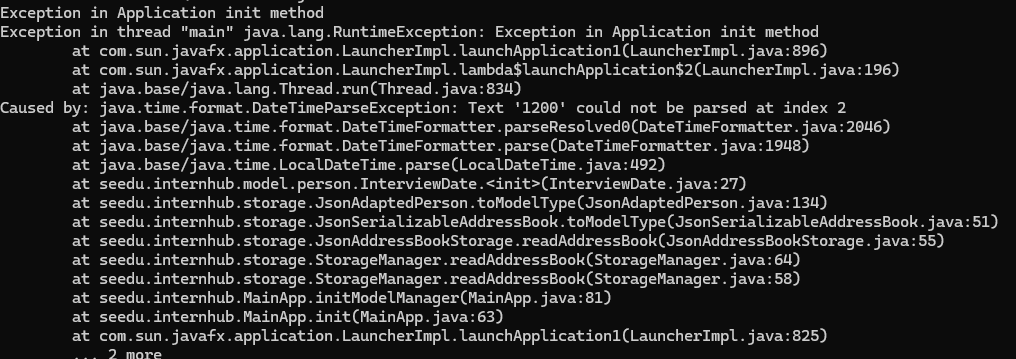 Exception in Application init method
Exception in thread "main" java.lang.RuntimeException: Exception in Application init method
at com.sun.javafx.application.LauncherImpl.launchApplication1(LauncherImpl.java:896)
at com.sun.javafx.application.LauncherImpl.lambda$launchApplication$2(LauncherImpl.java:196)
at java.base/java.lang.Thread.run(Thread.java:834)
Caused by: java.time.format.DateTimeParseException: Text '1200' could not be parsed at index 2
at java.base/java.time.format.DateTimeFormatter.parseResolved0(DateTimeFormatter.java:2046)
at java.base/java.time.format.DateTimeFormatter.parse(DateTimeFormatter.java:1948)
at java.base/java.time.LocalDateTime.parse(LocalDateTime.java:492)
at seedu.internhub.model.person.InterviewDate.<init>(InterviewDate.java:27)
at seedu.internhub.storage.JsonAdaptedPerson.toModelType(JsonAdaptedPerson.java:134)
at seedu.internhub.storage.JsonSerializableAddressBook.toModelType(JsonSerializableAddressBook.java:51)
at seedu.internhub.storage.JsonAddressBookStorage.readAddressBook(JsonAddressBookStorage.java:55)
at seedu.internhub.storage.StorageManager.readAddressBook(StorageManager.java:64)
at seedu.internhub.storage.StorageManager.readAddressBook(StorageManager.java:58)
at seedu.internhub.MainApp.initModelManager(MainApp.java:81)
at seedu.internhub.MainApp.init(MainApp.java:63)
at com.sun.javafx.application.LauncherImpl.launchApplication1(LauncherImpl.java:825)
... 2 more